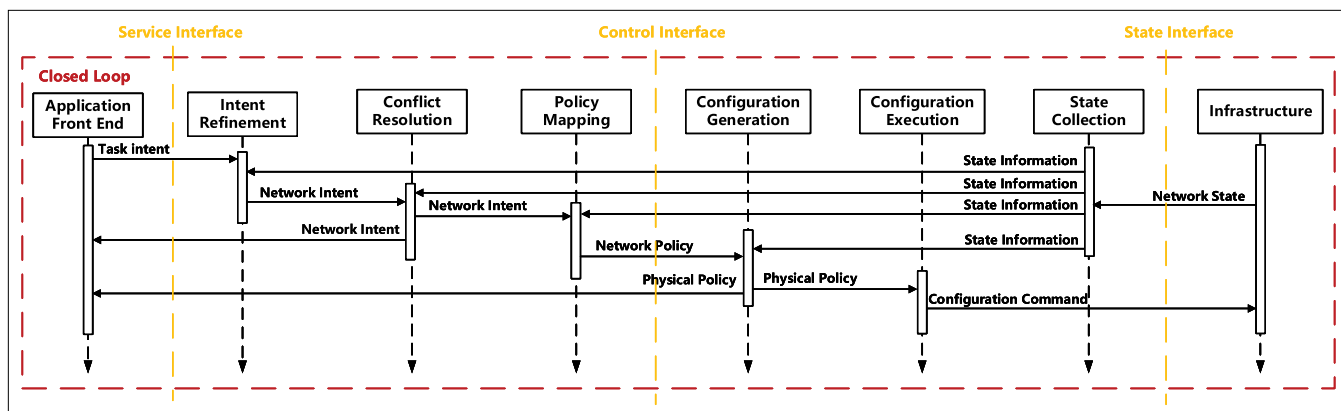 Service Interface
Control Interface
State Interface
Closed Loop
Application
Front End
Intent
Refinement
Conflict
Resolution
Policy
Mapping
Configuration
Generation
Configuration
Execution
State
Collection
Infrastructure
Task intent
State Information
Network Intent
State Information
Network Intent
State Information
Network State
Network Intent
State Information
Network Policy
Physical Policy
Physical Policy
Configuration Command